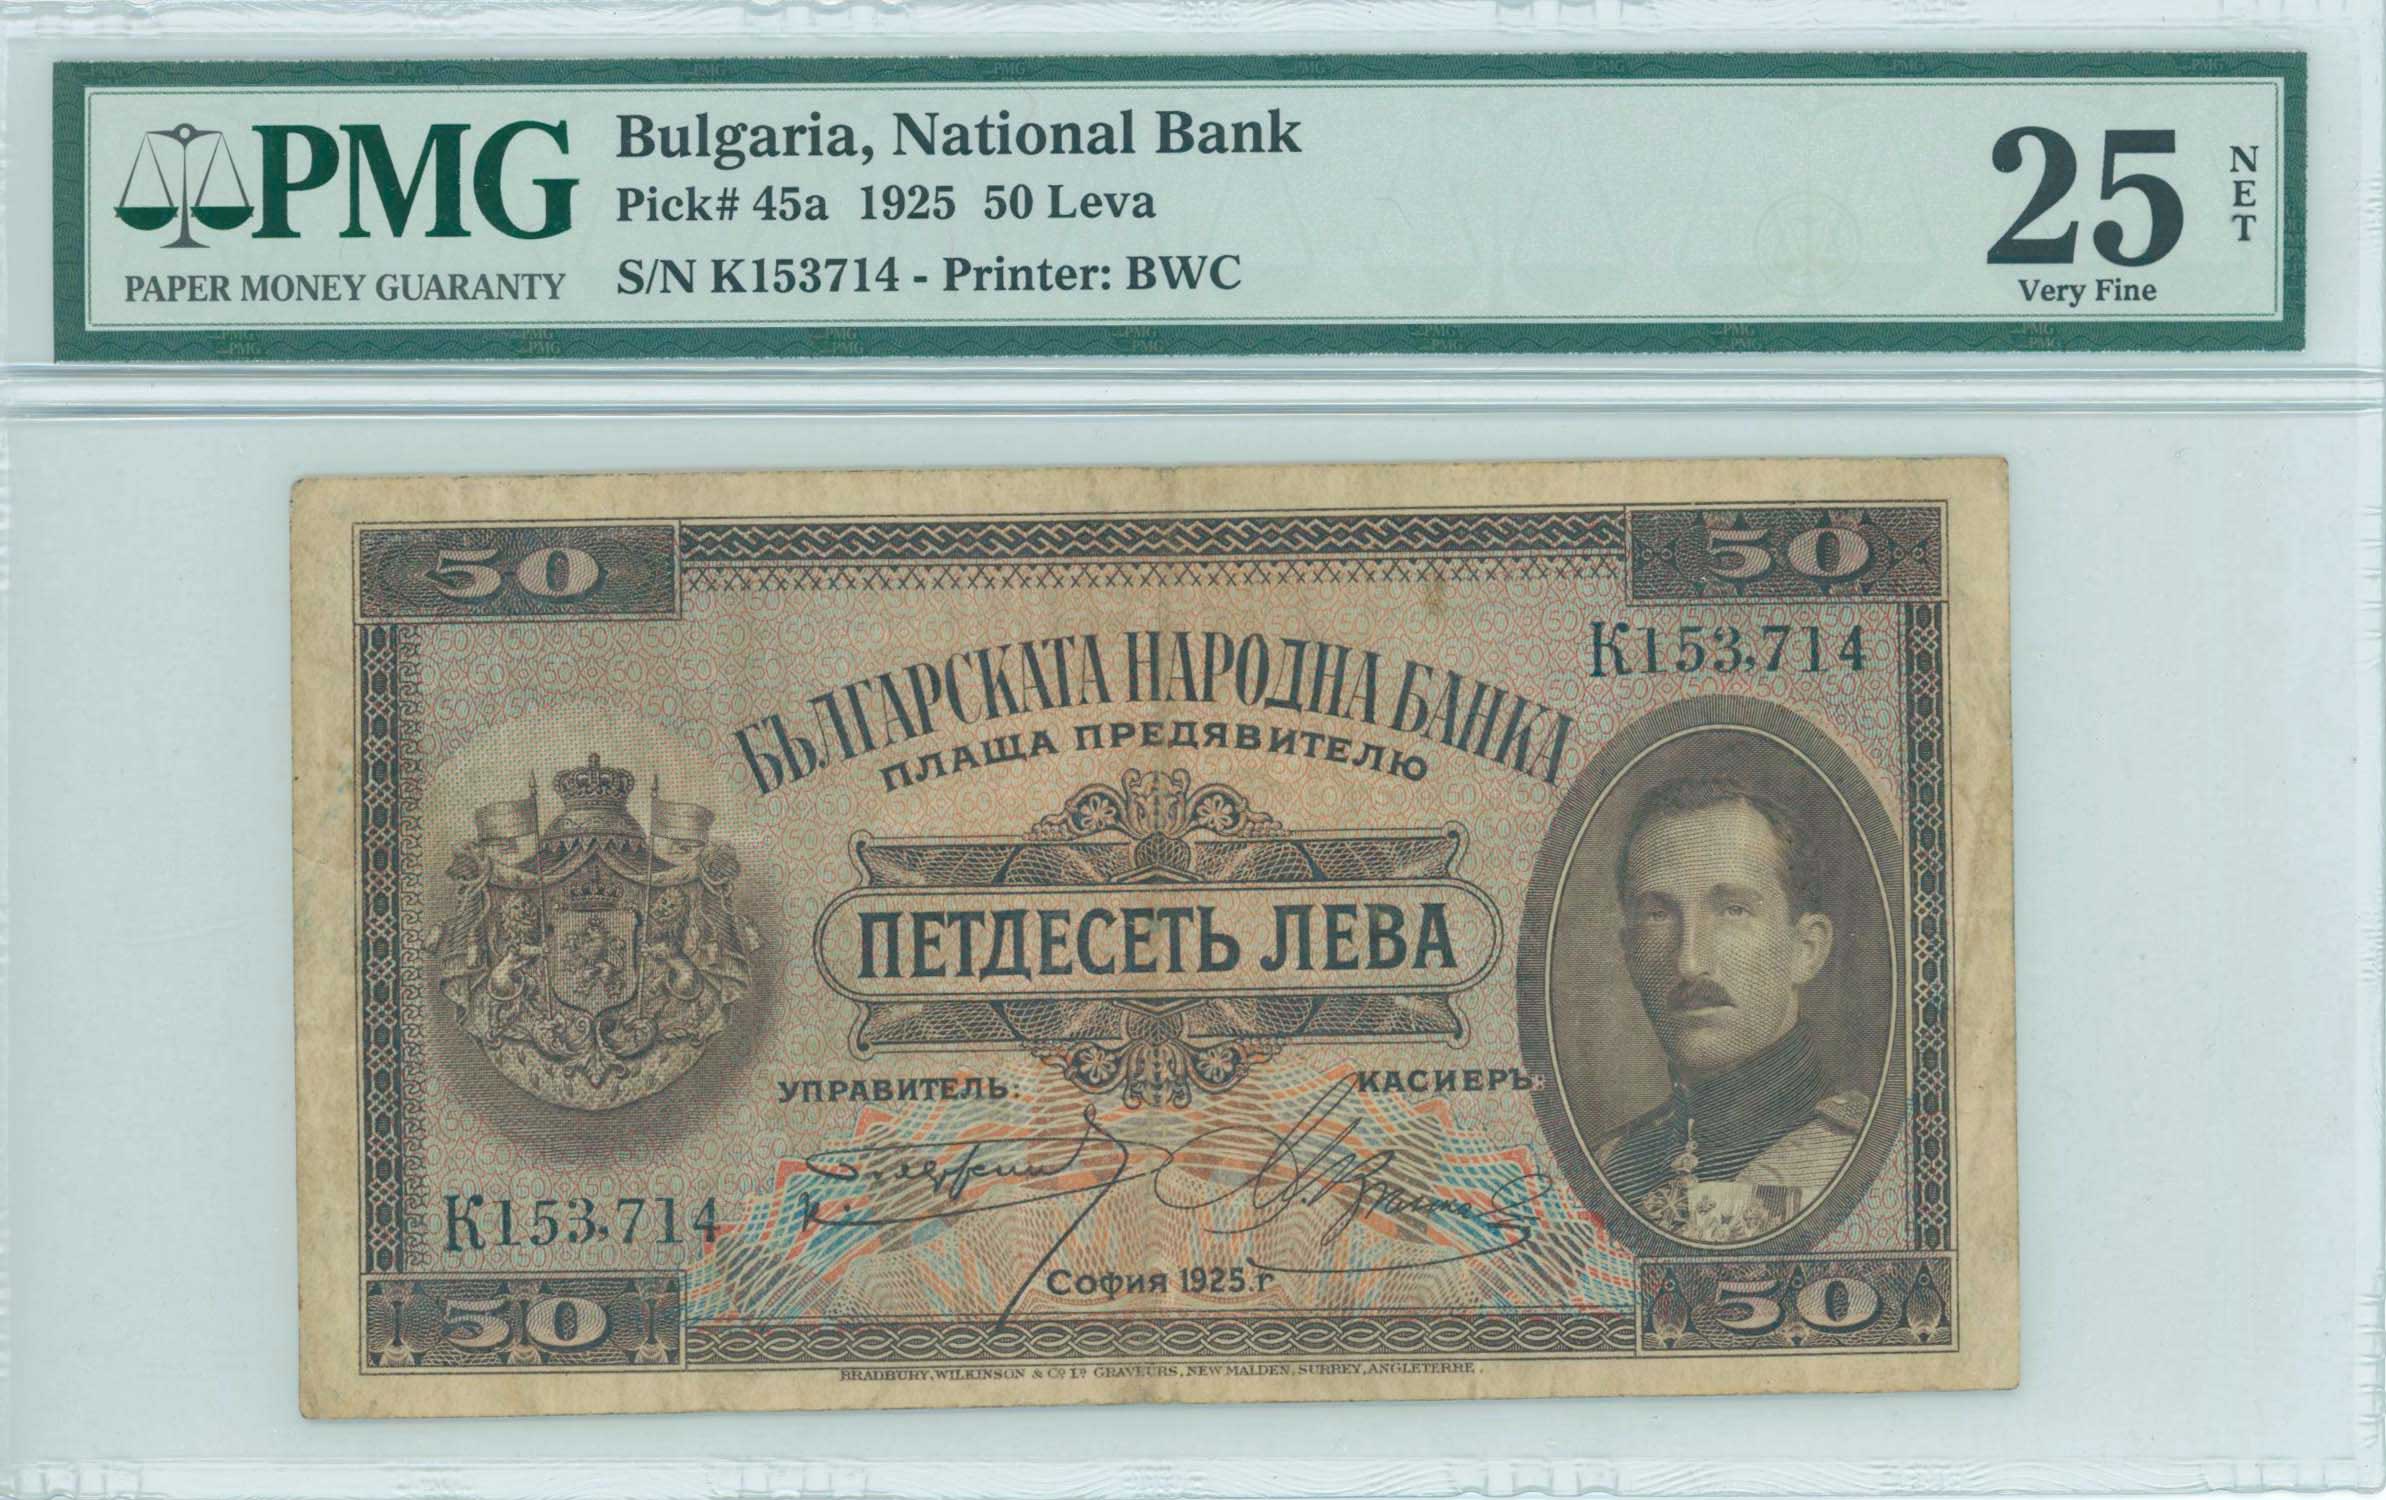 PMG
PAPER MONEY GUARANTY
Bulgaria, National Bank
Pick# 45a 1925 50 Leva
S/N K153714 - Printer: BWC
25
NET
Very Fine
50
50
K153,714
БЪЛГАРСКАТА НАРОДНА БАНКА
ПЛАЩА ПРЕДЯВИТЕЛЮ
ПЕТДЕСЕТЬ ЛЕВА
УПРАВИТЕЛЬ:
КАСИЕРЪ:
K153,714
София 1925.г
50
50
BRADBURY, WILKINSON & Cº Lᴰ GRAVEURS, NEW MALDEN, SURREY, ANGLETERRE.